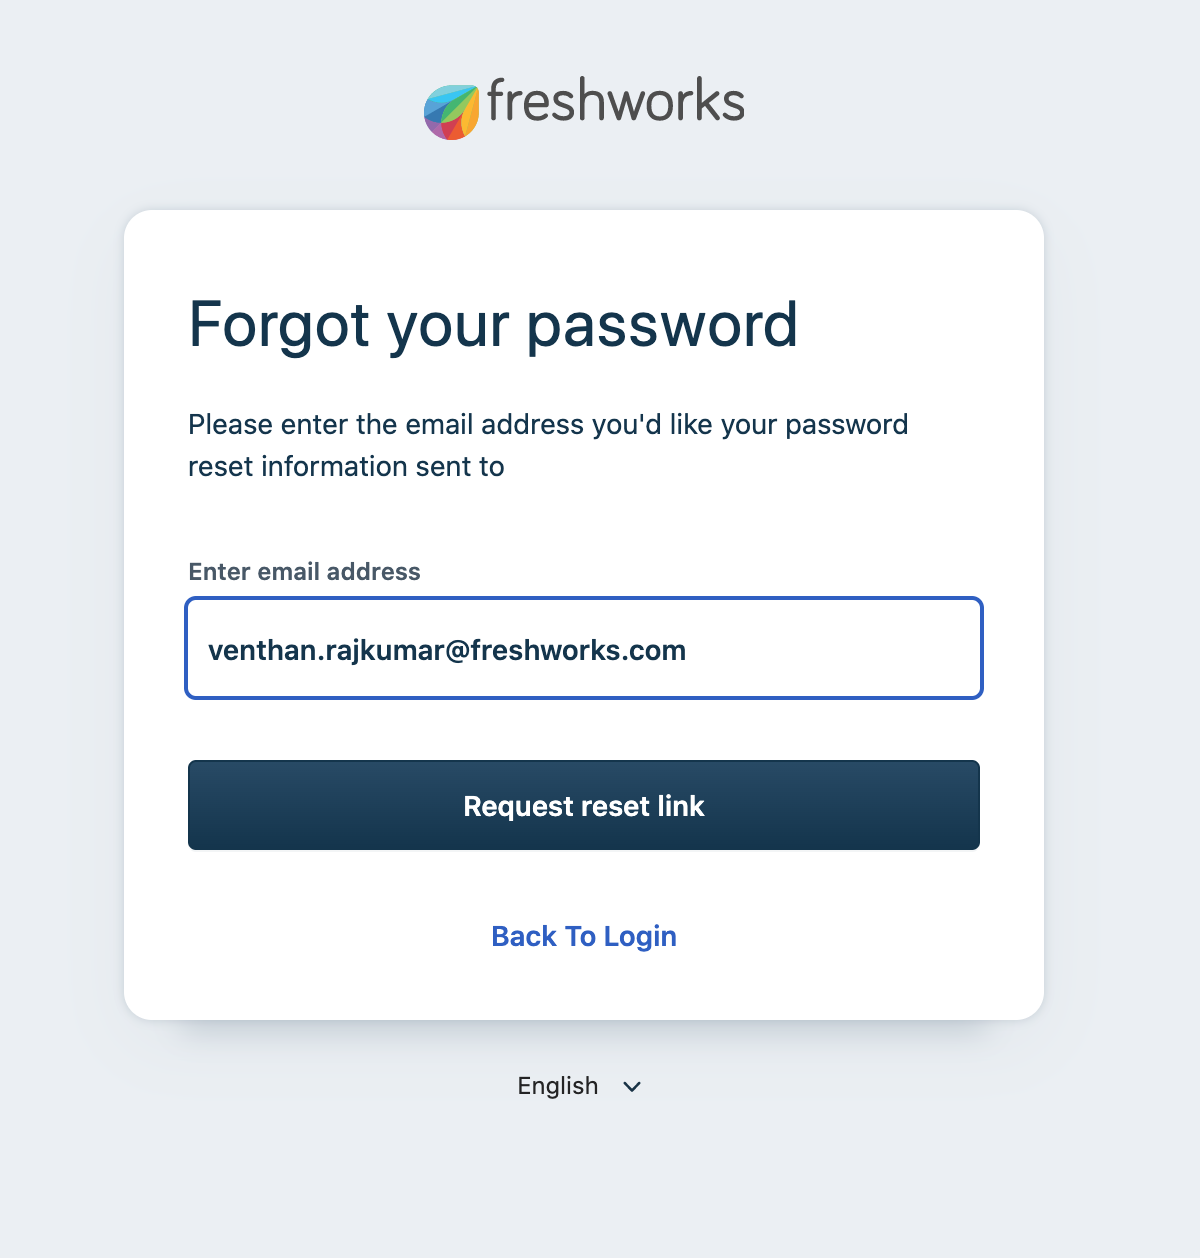 freshworks
Forgot your password
Please enter the email address you'd like your password
reset information sent to
Enter email address
venthan.rajkumar@freshworks.com
Request reset link
Back To Login
English